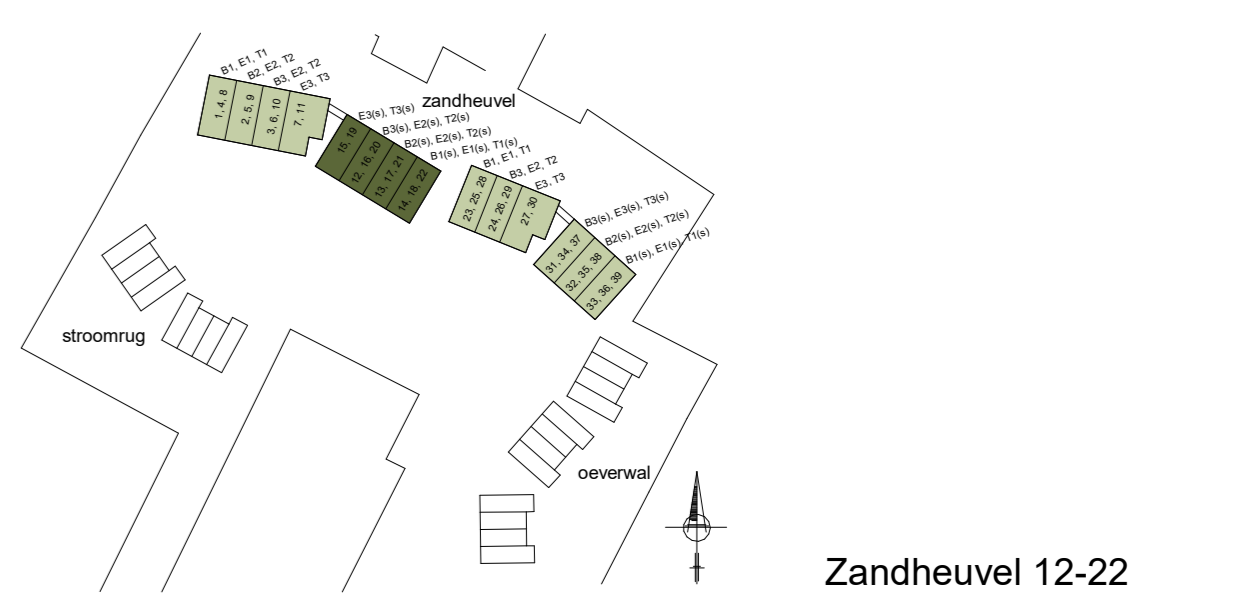 B1, E1, T1
B2, E2, T2
B3, E2, T2
E3, T3
1, 4, 8
2, 5, 9
3, 6, 10
7, 11
zandheuvel
E3(s), T3(s)
B3(s), E2(s), T2(s)
B2(s), E2(s), T2(s)
B1(s), E1(s), T1(s)
15, 19
12, 16, 20
13, 17, 21
14, 18, 22
B1, E1, T1
B3, E2, T2
E3, T3
23, 25, 28
24, 26, 29
27, 30
B3(s), E3(s), T3(s)
B2(s), E2(s), T2(s)
B1(s), E1(s), T1(s)
31, 34, 37
32, 35, 38
33, 36, 39
stroomrug
oeverwal
Zandheuvel 12-22